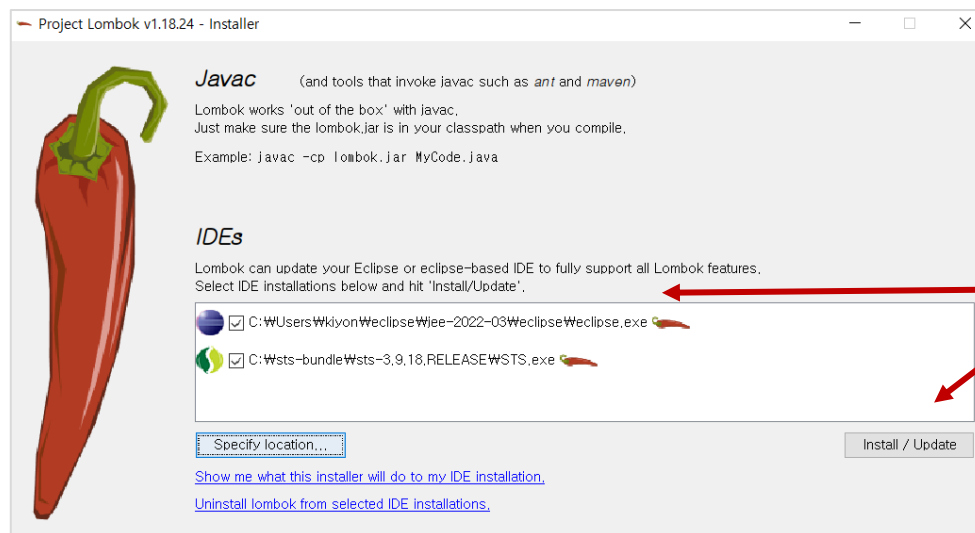 Project Lombok v1.18.24 - Installer
Javac (and tools that invoke javac such as ant and maven)
Lombok works 'out of the box' with javac.
Just make sure the lombok.jar is in your classpath when you compile.
Example: javac -cp lombok.jar MyCode.java
IDEs
Lombok can update your Eclipse or eclipse-based IDE to fully support all Lombok features.
Select IDE installations below and hit 'Install/Update'.
C:₩Users₩kiyon₩eclipse₩jee-2022-03₩eclipse₩eclipse.exe
C:₩sts-bundle₩sts-3.9.18.RELEASE₩STS.exe
Specify location...
Install / Update
Show me what this installer will do to my IDE installation.
Uninstall lombok from selected IDE installations.